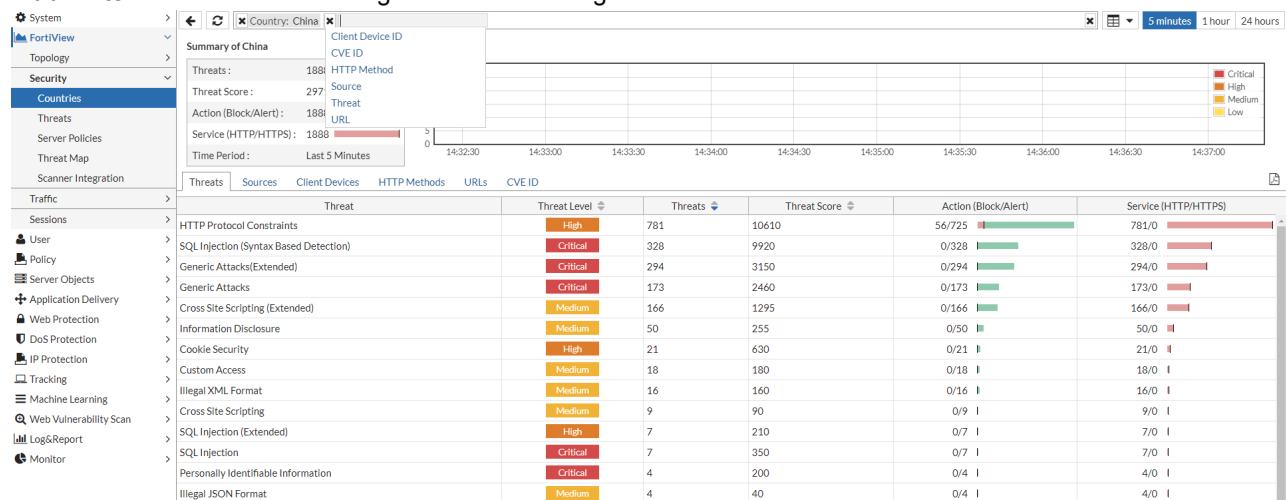 System
FortiView
Topology
Security
Countries
Threats
Server Policies
Threat Map
Scanner Integration
Traffic
Sessions
User
Policy
Server Objects
Application Delivery
Web Protection
DoS Protection
IP Protection
Tracking
Machine Learning
Web Vulnerability Scan
Log&Report
Monitor
Country: China
5 minutes 1 hour 24 hours
Client Device ID
CVE ID
HTTP Method
Source
Threat
URL
Summary of China
Threats :
Threat Score :
Action (Block/Alert) :
Service (HTTP/HTTPS) : 1888
Time Period : Last 5 Minutes
Critical
High
Medium
Low
5
0
14:32:30 14:33:00 14:33:30 14:34:00 14:34:30 14:35:00 14:35:30 14:36:00 14:36:30 14:37:00
Threats Sources Client Devices HTTP Methods URLs CVE ID
Threat Threat Level Threats Threat Score Action (Block/Alert) Service (HTTP/HTTPS)
HTTP Protocol Constraints High 781 10610 56/725 781/0
SQL Injection (Syntax Based Detection) Critical 328 9920 0/328 328/0
Generic Attacks(Extended) Critical 294 3150 0/294 294/0
Generic Attacks Critical 173 2460 0/173 173/0
Cross Site Scripting (Extended) Medium 166 1295 0/166 166/0
Information Disclosure Medium 50 255 0/50 50/0
Cookie Security High 21 630 0/21 21/0
Custom Access Medium 18 180 0/18 18/0
Illegal XML Format Medium 16 160 0/16 16/0
Cross Site Scripting Medium 9 90 0/9 9/0
SQL Injection (Extended) High 7 210 0/7 7/0
SQL Injection Critical 7 350 0/7 7/0
Personally Identifiable Information Critical 4 200 0/4 4/0
Illegal JSON Format Medium 4 40 0/4 4/0